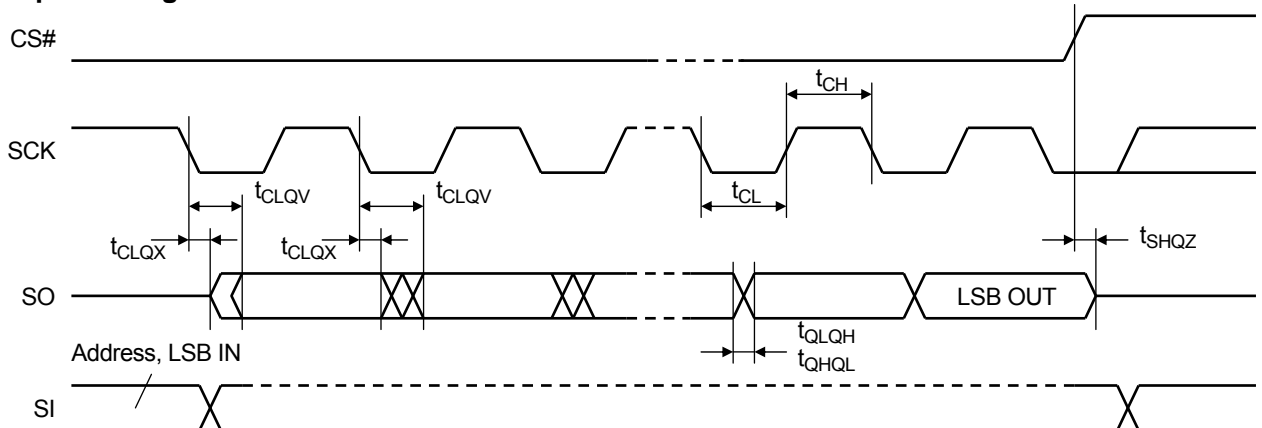 CS#
tCH
SCK
tCLQV
tCLQV
tCL
tCLQX
tCLQX
tSHQZ
SO
LSB OUT
tQLQH
tQHQL
Address, LSB IN
SI